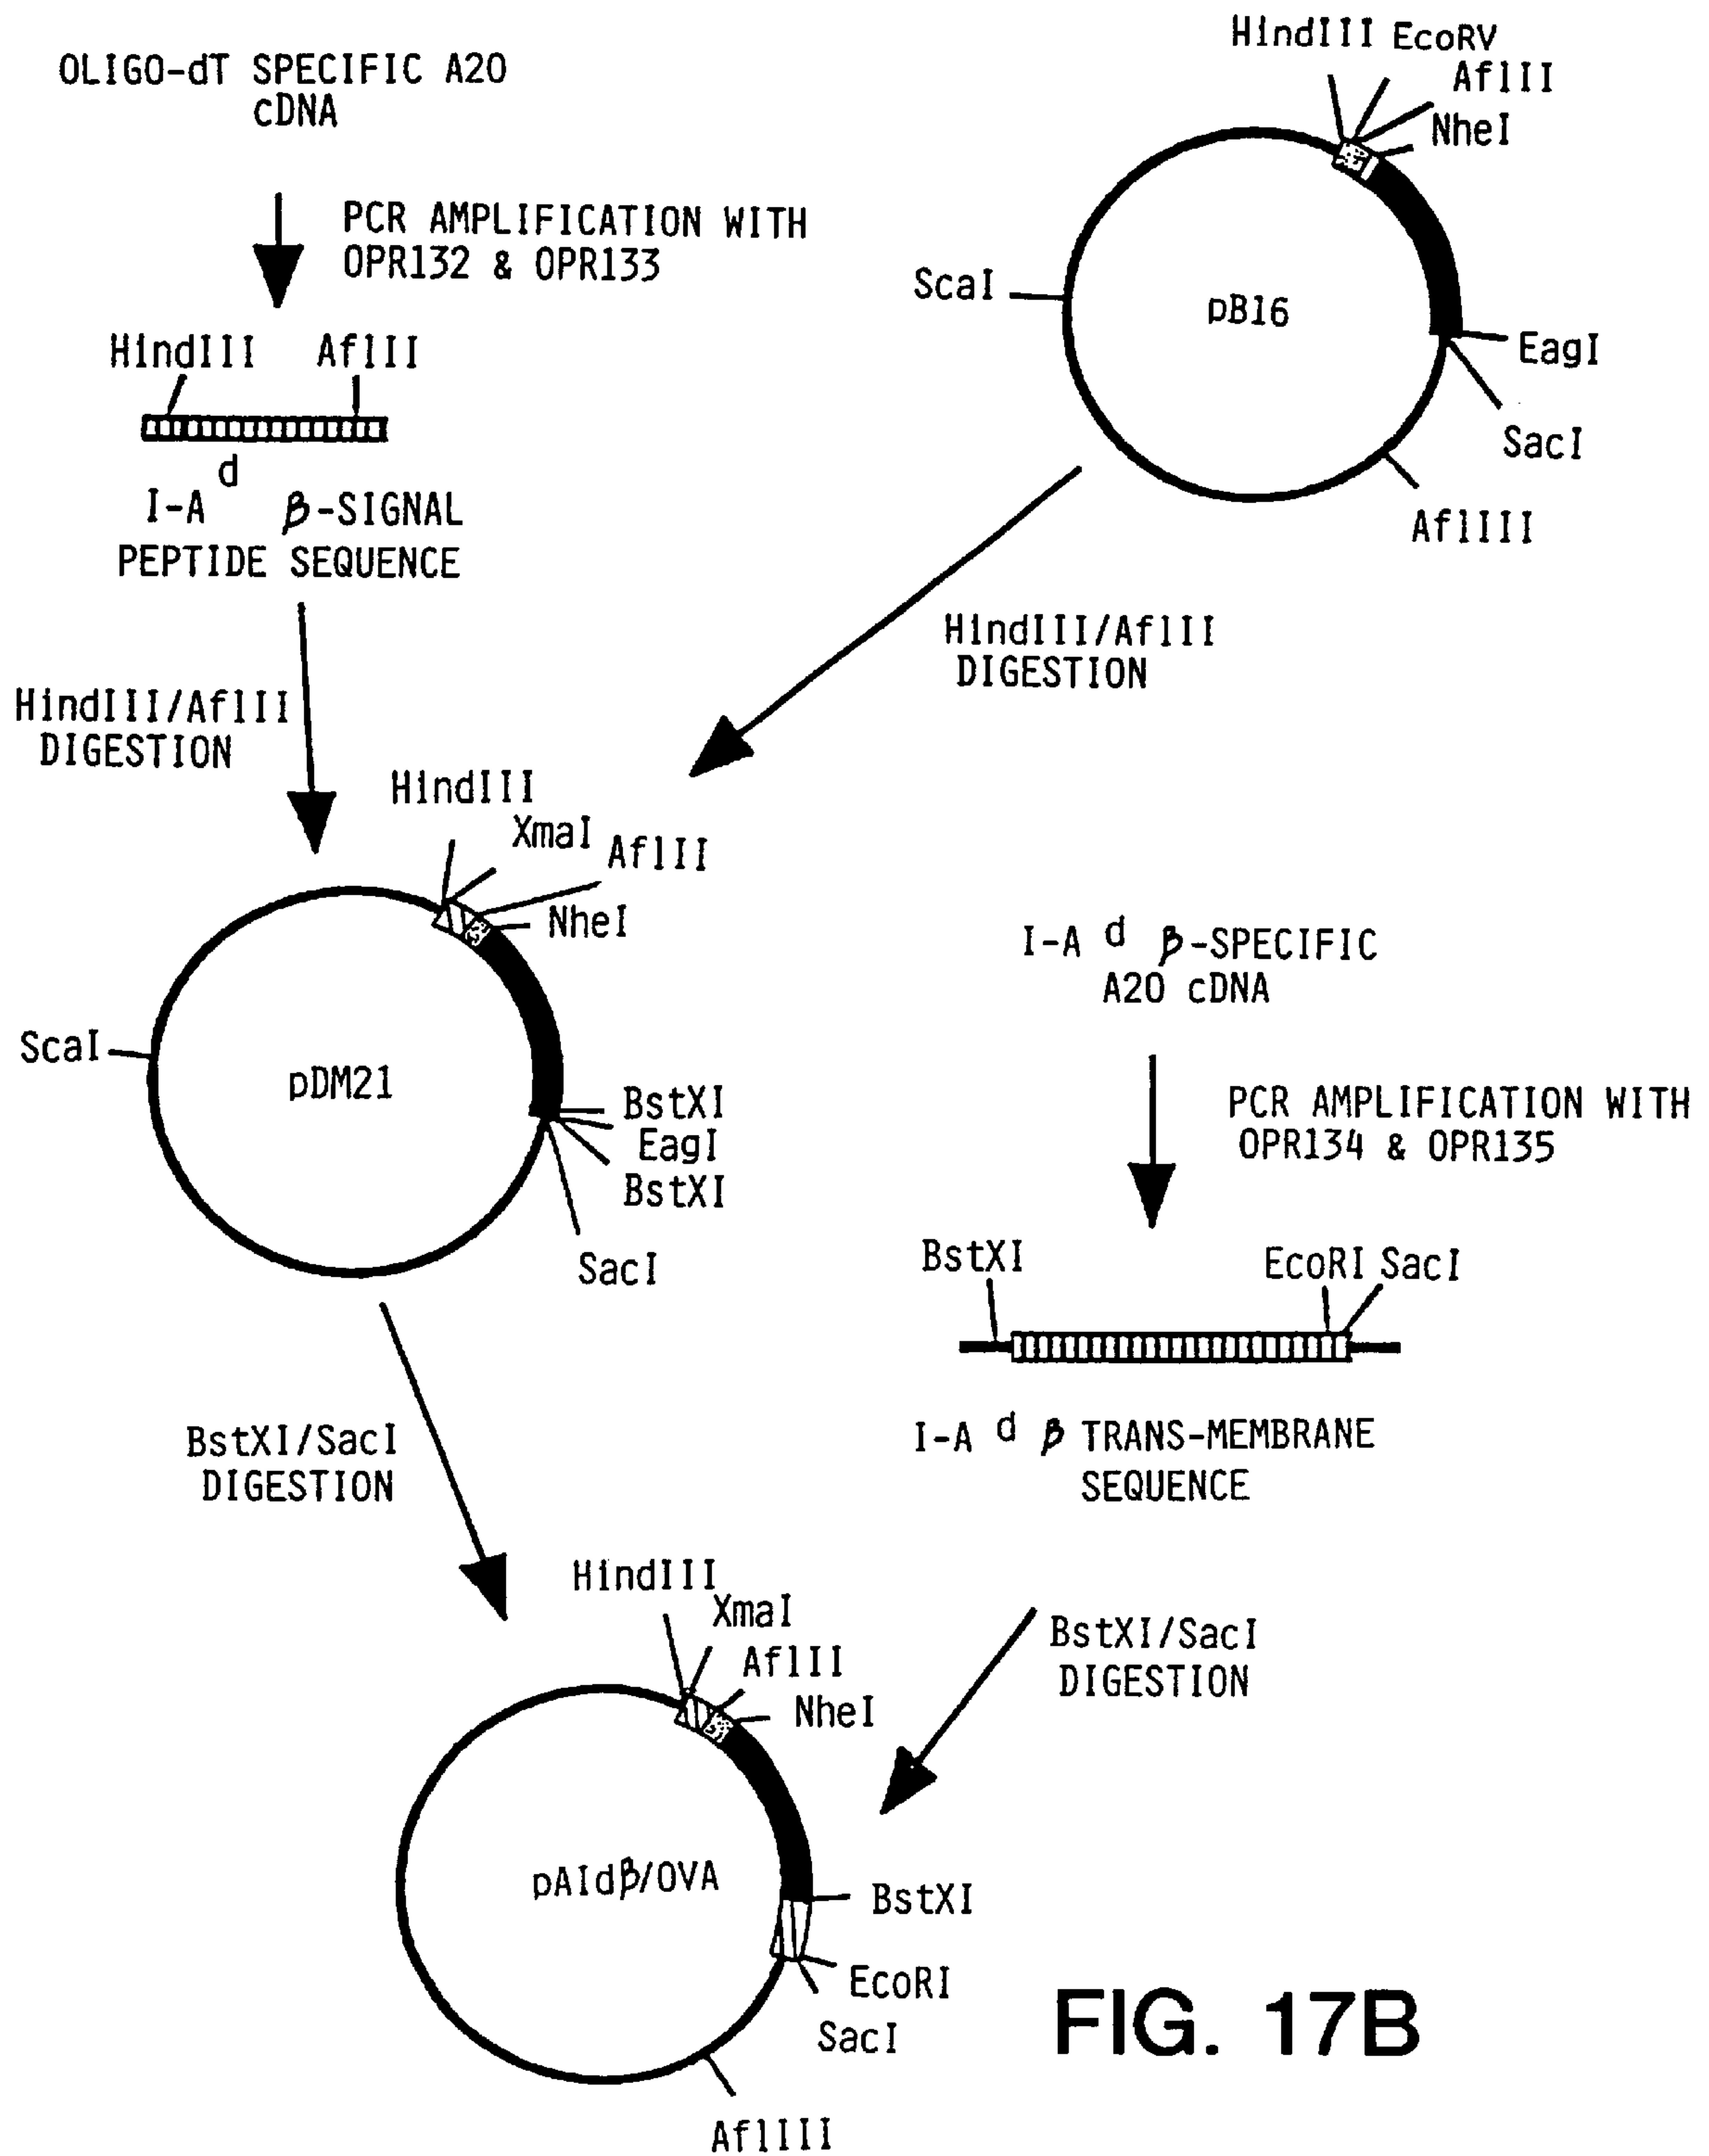 OLIGO-dT SPECIFIC A20
cDNA
PCR AMPLIFICATION WITH
OPR132 & OPR133
HindIII AflII
I-A d β-SIGNAL
PEPTIDE SEQUENCE
HindIII/AflII
DIGESTION
HindIII EcoRV
AflII
NheI
ScaI
pB16
EagI
SacI
AflIII
HindIII/AflII
DIGESTION
HindIII
XmaI
AflII
NheI
ScaI
pDM21
BstXI
EagI
BstXI
SacI
I-A d β-SPECIFIC
A20 cDNA
PCR AMPLIFICATION WITH
OPR134 & OPR135
BstXI EcoRI SacI
I-A d β TRANS-MEMBRANE
SEQUENCE
BstXI/SacI
DIGESTION
BstXI/SacI
DIGESTION
HindIII
XmaI
AflII
NheI
pAIdβ/OVA
BstXI
EcoRI
SacI
AflIII
FIG. 17B